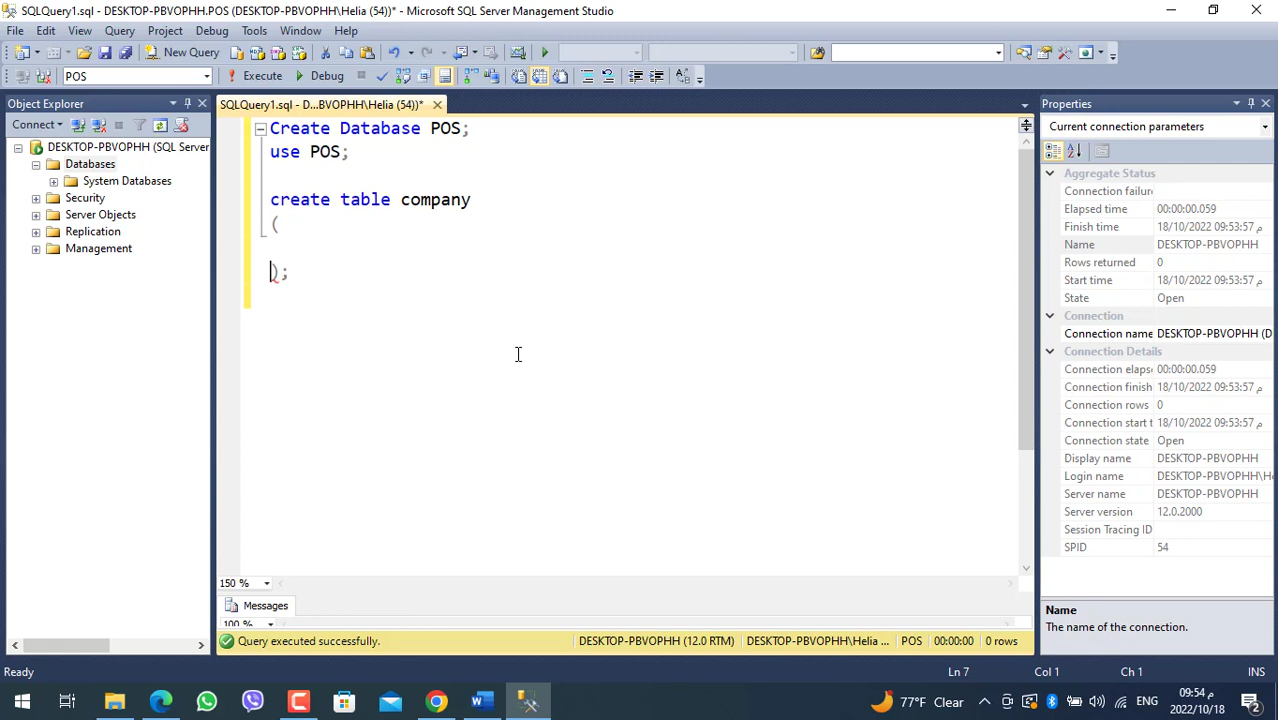 SQLQuery1.sql - DESKTOP-PBVOPHH.POS (DESKTOP-PBVOPHH\Helia (54))* - Microsoft SQL Server Management Studio
File Edit View Query Project Debug Tools Window Help
New Query
POS Execute Debug
Object Explorer
Connect
DESKTOP-PBVOPHH (SQL Server
Databases
System Databases
Security
Server Objects
Replication
Management
SQLQuery1.sql - D...BVOPHH\Helia (54))*
Create Database POS;
use POS;
create table company
(
);
150 %
Messages
100 %
Query executed successfully. DESKTOP-PBVOPHH (12.0 RTM) DESKTOP-PBVOPHH\Helia ... POS 00:00:00 0 rows
Properties
Current connection parameters
Aggregate Status
Connection failure
Elapsed time 00:00:00.059
Finish time 18/10/2022 09:53:57 م
Name DESKTOP-PBVOPHH
Rows returned 0
Start time 18/10/2022 09:53:57 م
State Open
Connection
Connection name DESKTOP-PBVOPHH (D
Connection Details
Connection elaps 00:00:00.059
Connection finish 18/10/2022 09:53:57 م
Connection rows 0
Connection start t 18/10/2022 09:53:57 م
Connection state Open
Display name DESKTOP-PBVOPHH
Login name DESKTOP-PBVOPHH\He
Server name DESKTOP-PBVOPHH
Server version 12.0.2000
Session Tracing ID
SPID 54
Name
The name of the connection.
Ready Ln 7 Col 1 Ch 1 INS
77°F Clear ENG 09:54 م
2022/10/18
2